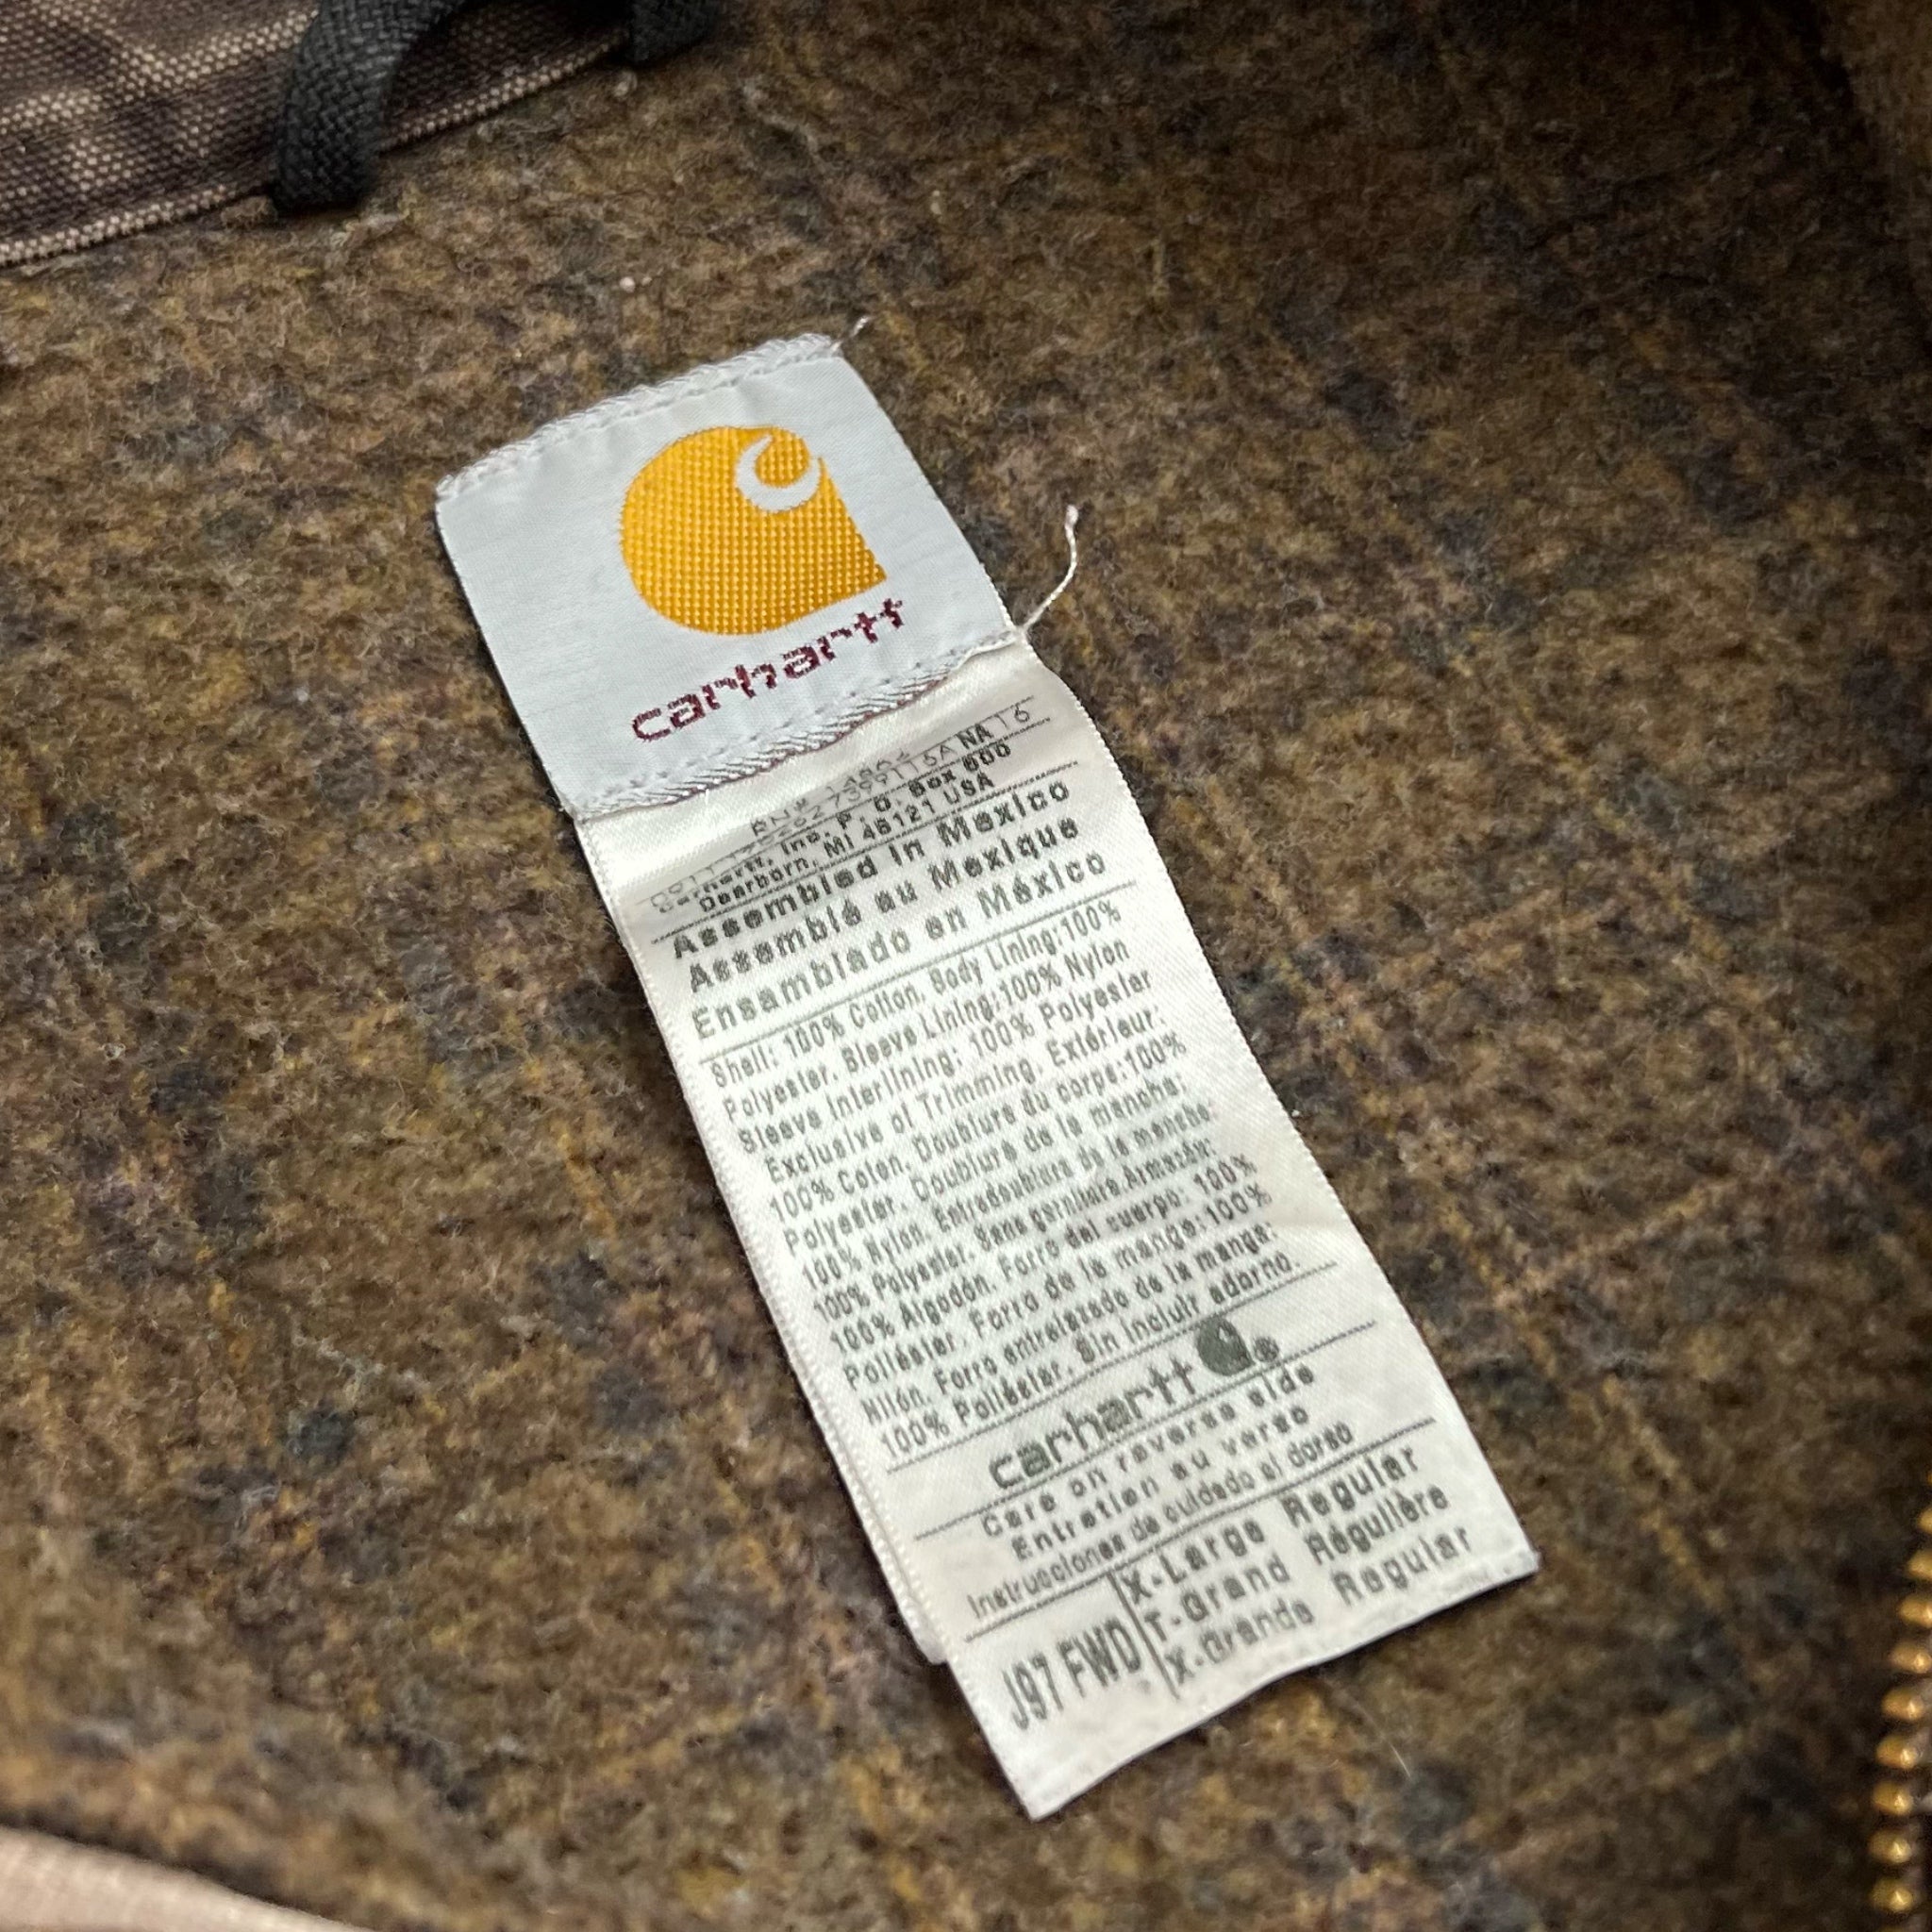 carhartt
RN# 14806
NA 16
Carhartt, Inc. P. O. Box 600
Dearborn, MI 48121 USA
Assembled in Mexico
Assemblé au Mexique
Ensamblado en México
Shell: 100% Cotton. Body Lining:100%
Polyester. Sleeve Lining:100% Nylon
Sleeve Interlining: 100% Polyester
Exclusive of Trimming. Extérieur:
100% Coton. Doublure du corps:100%
Polyester. Doublure de la manche:
100% Nylon. Entredoublure de la manche
100% Polyester. Sans garniture.Armazón:
100% Algodón. Forro del cuerpo: 100%
Poliéster. Forro de la manga:100%
Nilón. Forro entrelazado de la manga:
100% Poliéster. Sin incluir adorno.
carhartt ®
Care on reverse side
Entretien au verso
Instrucciones de cuidado al dorso
J97 FWD
X-Large Regular
T-Grand Régulière
X-Grande Regular